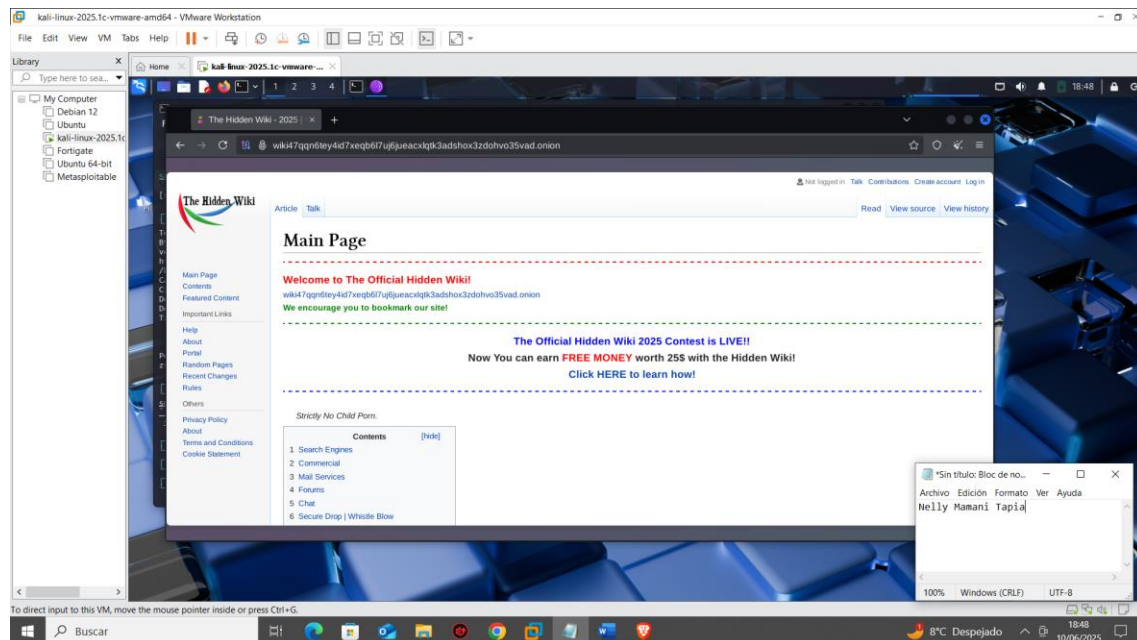 kali-linux-2025.1c-vmware-amd64 - VMware Workstation
File Edit View VM Tabs Help
Library X
Type here to sea...
My Computer
Debian 12
Ubuntu
kali-linux-2025.1c
Fortigate
Ubuntu 64-bit
Metasploitable
Home
kali-linux-2025.1c-vmware-...
1 2 3 4
18:48
The Hidden Wiki - 2025 |
wiki47qqn6tey4id7xeqb6l7uj6jueacxlqtk3adshox3zdohvo35vad.onion
Not logged in Talk Contributions Create account Log in
The Hidden Wiki
Article Talk
Read View source View history
Main Page
Welcome to The Official Hidden Wiki!
wiki47qqn6tey4id7xeqb6l7uj6jueacxlqtk3adshox3zdohvo35vad.onion
We encourage you to bookmark our site!
The Official Hidden Wiki 2025 Contest is LIVE!!
Now You can earn FREE MONEY worth 25$ with the Hidden Wiki!
Click HERE to learn how!
Main Page
Contents
Featured Content
Important Links
Help
About
Portal
Random Pages
Recent Changes
Rules
Others
Privacy Policy
About
Terms and Conditions
Cookie Statement
Strictly No Child Porn.
Contents [hide]
1 Search Engines
2 Commercial
3 Mail Services
4 Forums
5 Chat
6 Secure Drop | Whistle Blow
*Sin título: Bloc de no...
Archivo Edición Formato Ver Ayuda
Nelly Mamani Tapia
100% Windows (CRLF) UTF-8
To direct input to this VM, move the mouse pointer inside or press Ctrl+G.
Buscar
8°C Despejado
18:48
10/06/2025